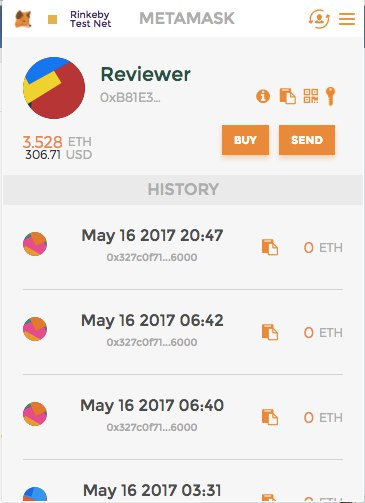 Rinkeby
Test Net
METAMASK
Reviewer
0xB81E3...
3.528 ETH
306.71 USD
BUY
SEND
HISTORY
May 16 2017 20:47
0x327c0f71...6000
0 ETH
May 16 2017 06:42
0x327c0f71...6000
0 ETH
May 16 2017 06:40
0x327c0f71...6000
0 ETH
May 16 2017 03:31
0 ETH